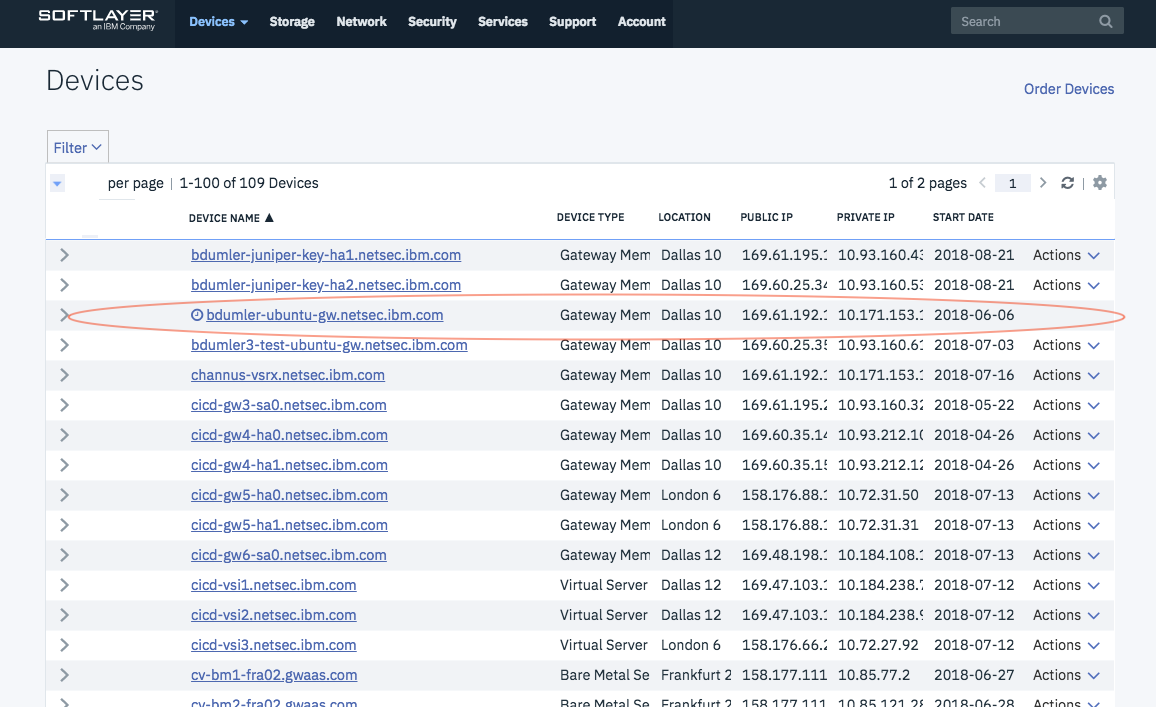 SOFTLAYER®
an IBM Company
Devices Storage Network Security Services Support Account Search
Devices
Order Devices
Filter
per page | 1-100 of 109 Devices 1 of 2 pages 1
DEVICE NAME ▲ DEVICE TYPE LOCATION PUBLIC IP PRIVATE IP START DATE
bdumler-juniper-key-ha1.netsec.ibm.com Gateway Mem Dallas 10 169.61.195. 10.93.160.43 2018-08-21 Actions
bdumler-juniper-key-ha2.netsec.ibm.com Gateway Mem Dallas 10 169.60.25.34 10.93.160.53 2018-08-21 Actions
bdumler-ubuntu-gw.netsec.ibm.com Gateway Mem Dallas 10 169.61.192. 10.171.153. 2018-06-06
bdumler3-test-ubuntu-gw.netsec.ibm.com Gateway Mem Dallas 10 169.60.25.35 10.93.160.61 2018-07-03 Actions
channus-vsrx.netsec.ibm.com Gateway Mem Dallas 10 169.61.192. 10.171.153. 2018-07-16 Actions
cicd-gw3-sa0.netsec.ibm.com Gateway Mem Dallas 10 169.61.195.2 10.93.160.32 2018-05-22 Actions
cicd-gw4-ha0.netsec.ibm.com Gateway Mem Dallas 10 169.60.35.14 10.93.212.10 2018-04-26 Actions
cicd-gw4-ha1.netsec.ibm.com Gateway Mem Dallas 10 169.60.35.15 10.93.212.12 2018-04-26 Actions
cicd-gw5-ha0.netsec.ibm.com Gateway Mem London 6 158.176.88. 10.72.31.50 2018-07-13 Actions
cicd-gw5-ha1.netsec.ibm.com Gateway Mem London 6 158.176.88. 10.72.31.31 2018-07-13 Actions
cicd-gw6-sa0.netsec.ibm.com Gateway Mem Dallas 12 169.48.198. 10.184.108. 2018-07-13 Actions
cicd-vsi1.netsec.ibm.com Virtual Server Dallas 12 169.47.103. 10.184.238. 2018-07-12 Actions
cicd-vsi2.netsec.ibm.com Virtual Server Dallas 12 169.47.103. 10.184.238. 2018-07-12 Actions
cicd-vsi3.netsec.ibm.com Virtual Server London 6 158.176.66.2 10.72.27.92 2018-07-12 Actions
cv-bm1-fra02.gwaas.com Bare Metal Se Frankfurt 2 158.177.111 10.85.77.2 2018-06-27 Actions
cv-bm2-fra02.gwaas.com Bare Metal Se Frankfurt 2 158.177.111 10.85.121.28 2018-06-28 Actions